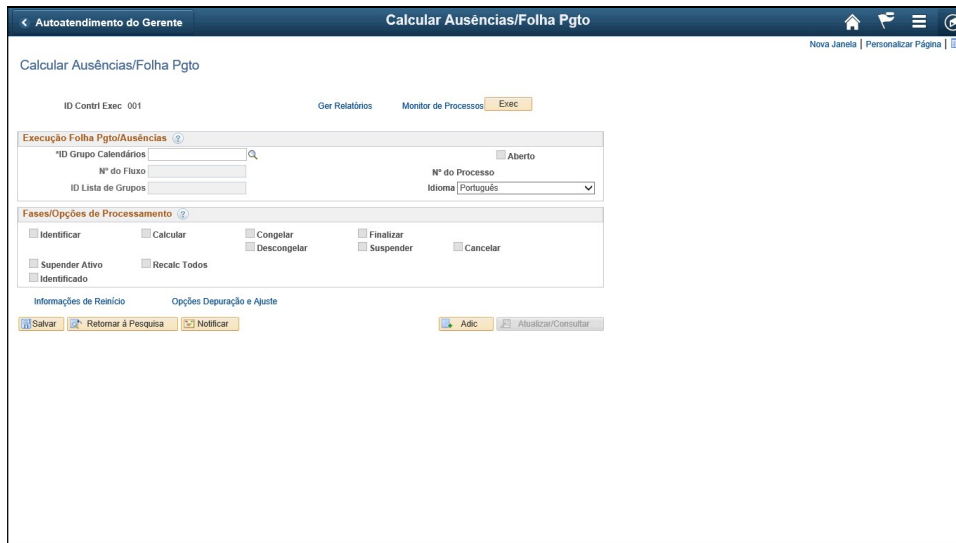 Autoatendimento do Gerente Calcular Ausências/Folha Pgto
Nova Janela | Personalizar Página |
Calcular Ausências/Folha Pgto
ID Contrl Exec 001 Ger Relatórios Monitor de Processos Exec
Execução Folha Pgto/Ausências ?
*ID Grupo Calendários Aberto
Nº do Fluxo Nº do Processo
ID Lista de Grupos Idioma Português
Fases/Opções de Processamento ?
Identificar Calcular Congelar Finalizar
Descongelar Suspender Cancelar
Supender Ativo Recalc Todos
Identificado
Informações de Reinício Opções Depuração e Ajuste
Salvar Retornar à Pesquisa Notificar Adic Atualizar/Consultar